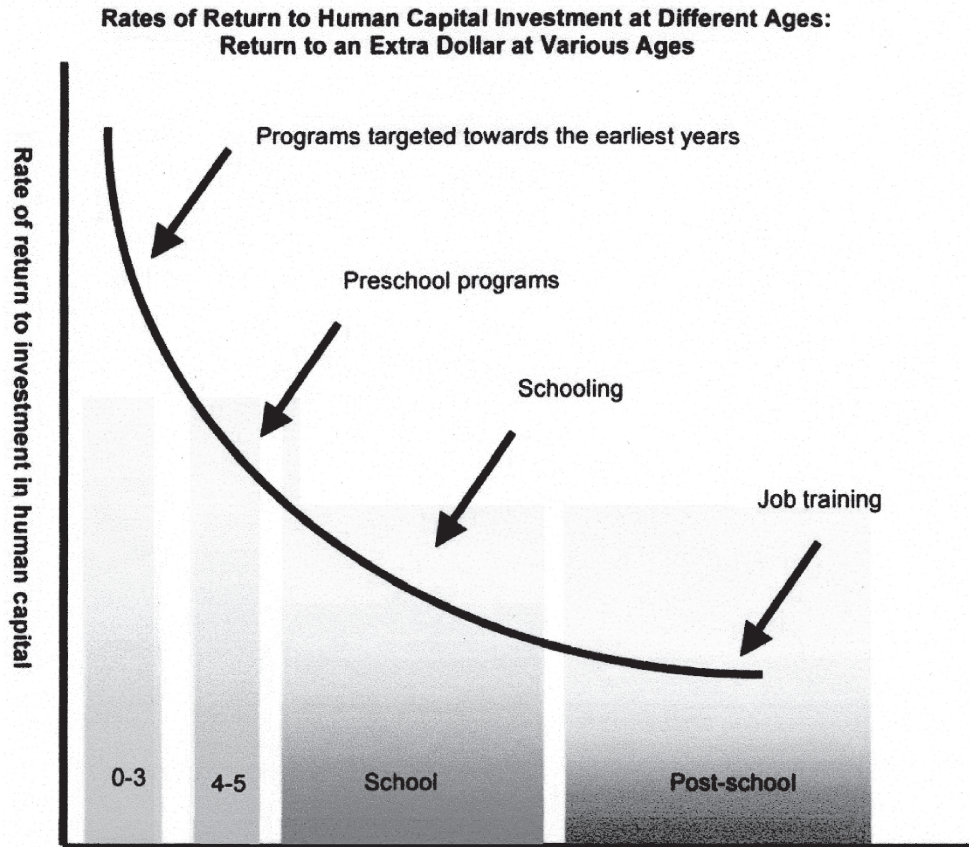 Rates of Return to Human Capital Investment at Different Ages:
Return to an Extra Dollar at Various Ages
Rate of return to investment in human capital
Programs targeted towards the earliest years
Preschool programs
Schooling
Job training
0-3
4-5
School
Post-school